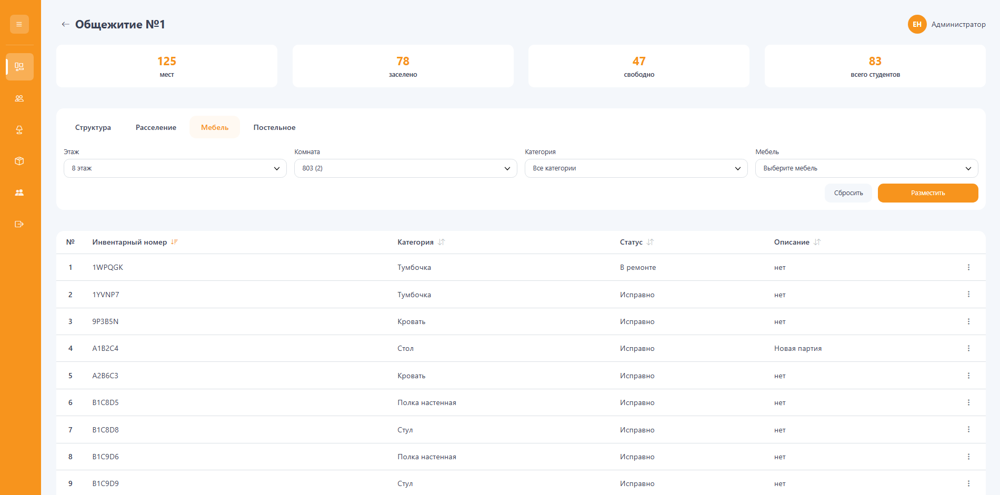 Общежитие №1
ЕН Администратор
125 78 47 83
мест заселено свободно всего студентов
Структура Расселение Мебель Постельное
Этаж Комната Категория Мебель
8 этаж 803 (2) Все категории Выберите мебель
Сбросить Разместить
№ Инвентарный номер Категория Статус Описание
1 1WPQGK Тумбочка В ремонте нет
2 1YVNP7 Тумбочка Исправно нет
3 9P3B5N Кровать Исправно нет
4 A1B2C4 Стол Исправно Новая партия
5 A2B6C3 Кровать Исправно нет
6 B1C8D5 Полка настенная Исправно нет
7 B1C8D8 Стул Исправно нет
8 B1C9D6 Полка настенная Исправно нет
9 B1C9D9 Стул Исправно нет